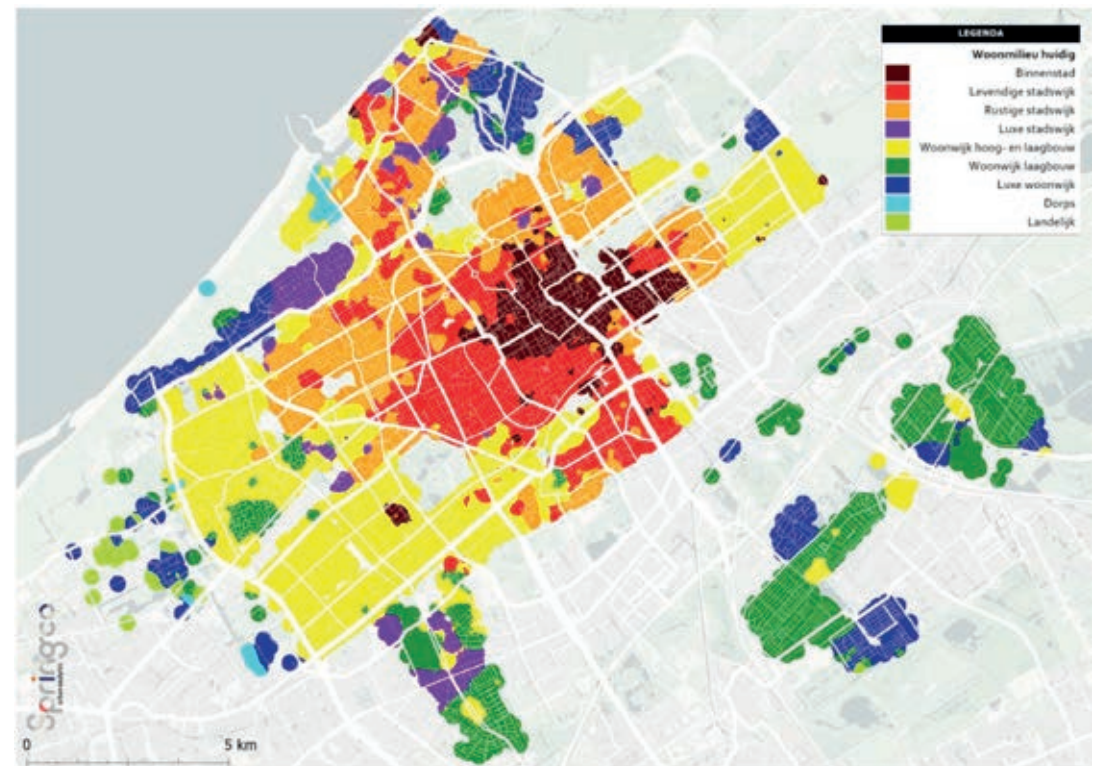 LEGENDA
Woonmilieu huidig
Binnenstad
Levendige stadswijk
Rustige stadswijk
Luxe stadswijk
Woonwijk hoog- en laagbouw
Woonwijk laagbouw
Luxe woonwijk
Dorps
Landelijk
Springco
0 5 km